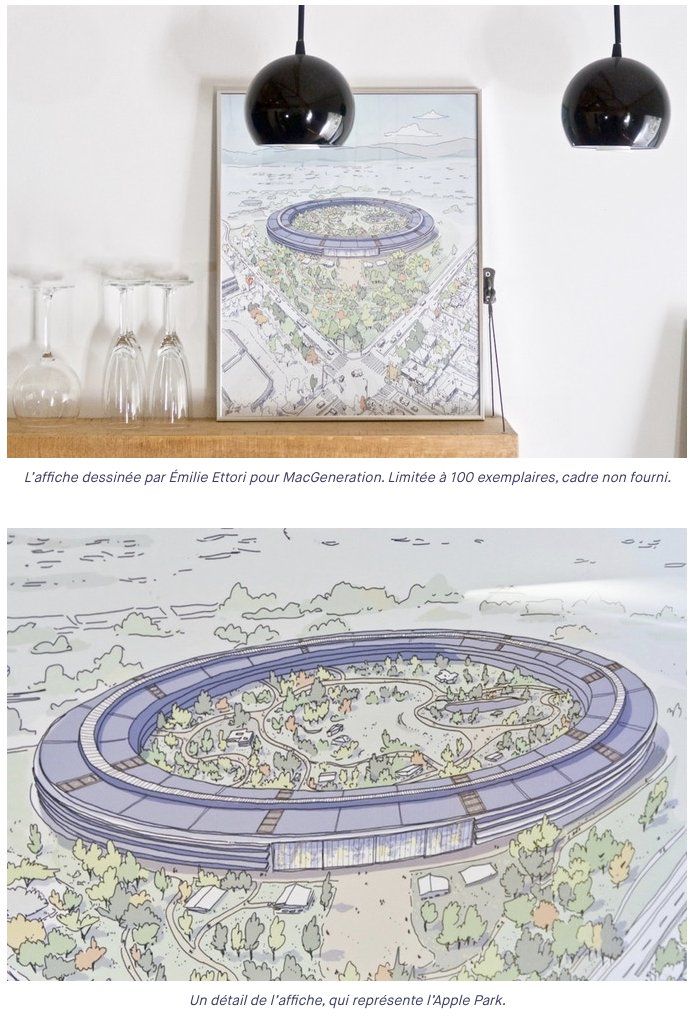 L'affiche dessinée par Émilie Ettori pour MacGeneration. Limitée à 100 exemplaires, cadre non fourni.
Un détail de l'affiche, qui représente l'Apple Park.